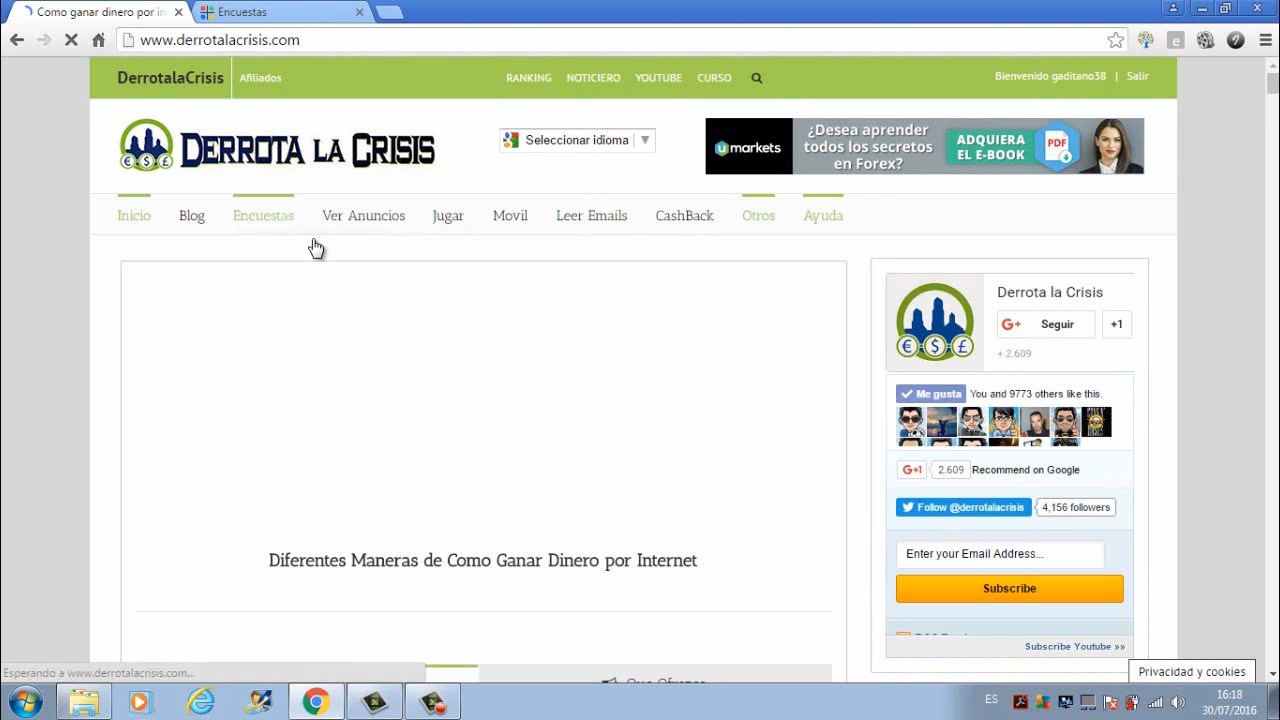 Como ganar dinero por in
Encuestas
www.derrotalacrisis.com
DerrotalaCrisis
Afiliados
RANKING
NOTICIERO
YOUTUBE
CURSO
Bienvenido gaditano38 | Salir
DERROTA LA CRISIS
€ $ £
Seleccionar idioma
umarkets
¿Desea aprender
todos los secretos
en Forex?
ADQUIERA
EL E-BOOK
PDF
Inicio
Blog
Encuestas
Ver Anuncios
Jugar
Movil
Leer Emails
CashBack
Otros
Ayuda
Derrota la Crisis
G+ Seguir
+1
+ 2.609
€ $ £
Me gusta
You and 9773 others like this.
G+1
2.609
Recommend on Google
Follow @derrotalacrisis
4,156 followers
Enter your Email Address...
Subscribe
Subscribe Youtube »»
Diferentes Maneras de Como Ganar Dinero por Internet
Privacidad y cookies
Esperando a www.derrotalacrisis.com...
ES
16:18
30/07/2016